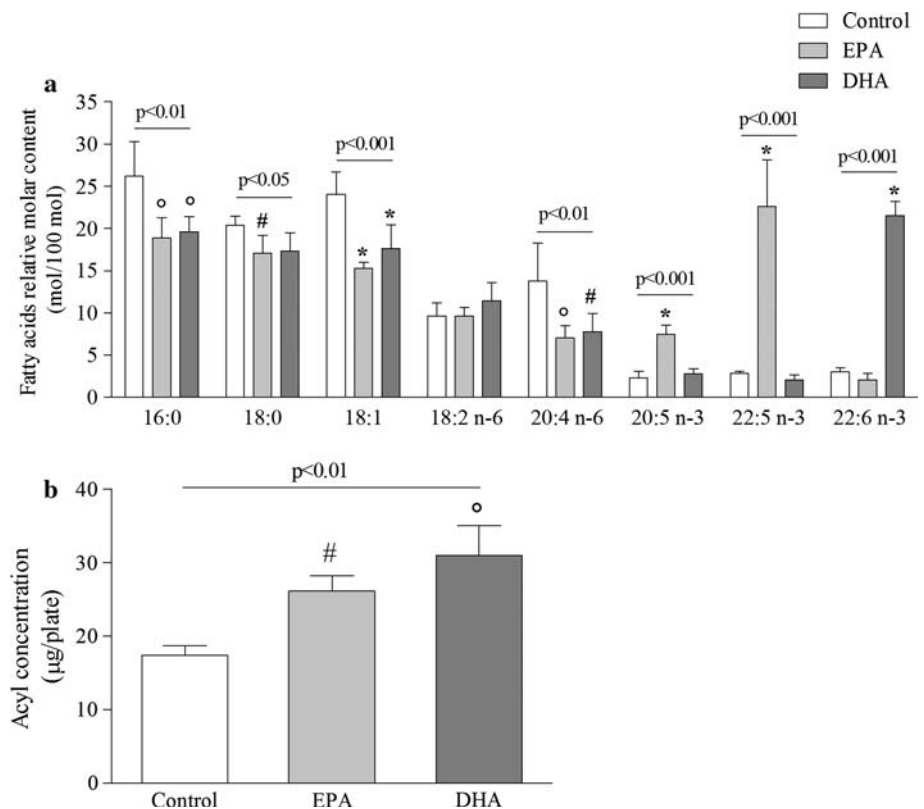 Control
EPA
DHA
a
Fatty acids relative molar content
(mol/100 mol)
35
30
25
20
15
10
5
0
p<0.01
p<0.05
p<0.001
p<0.01
p<0.001
p<0.001
p<0.001
° ° # * * ° # * * *
16:0 18:0 18:1 18:2 n-6 20:4 n-6 20:5 n-3 22:5 n-3 22:6 n-3
b
Acyl concentration
(µg/plate)
40
30
20
10
0
p<0.01
# °
Control EPA DHA